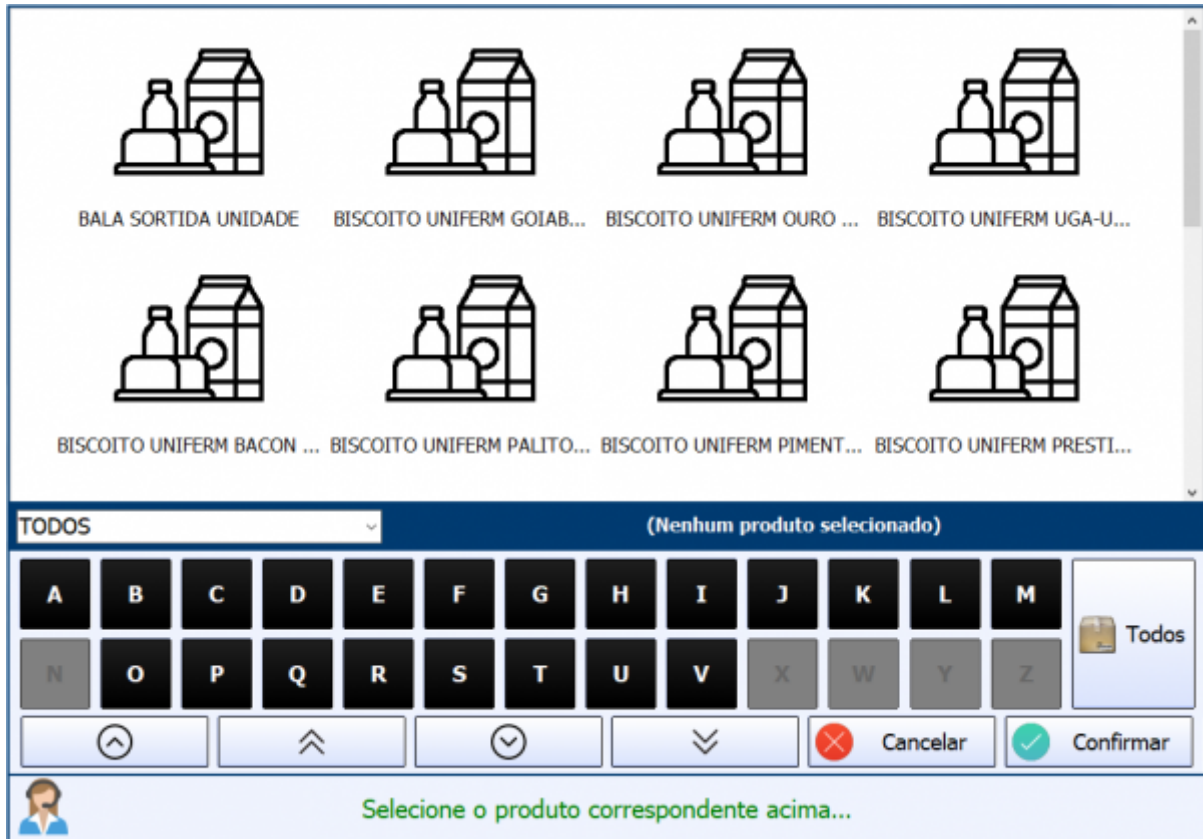 BALA SORTIDA UNIDADE BISCOITO UNIFERM GOIAB... BISCOITO UNIFERM OURO ... BISCOITO UNIFERM UGA-U...
BISCOITO UNIFERM BACON ... BISCOITO UNIFERM PALITO... BISCOITO UNIFERM PIMENT... BISCOITO UNIFERM PRESTI...
TODOS (Nenhum produto selecionado)
A B C D E F G H I J K L M
Todos
N O P Q R S T U V X W Y Z
Cancelar Confirmar
Selecione o produto correspondente acima...